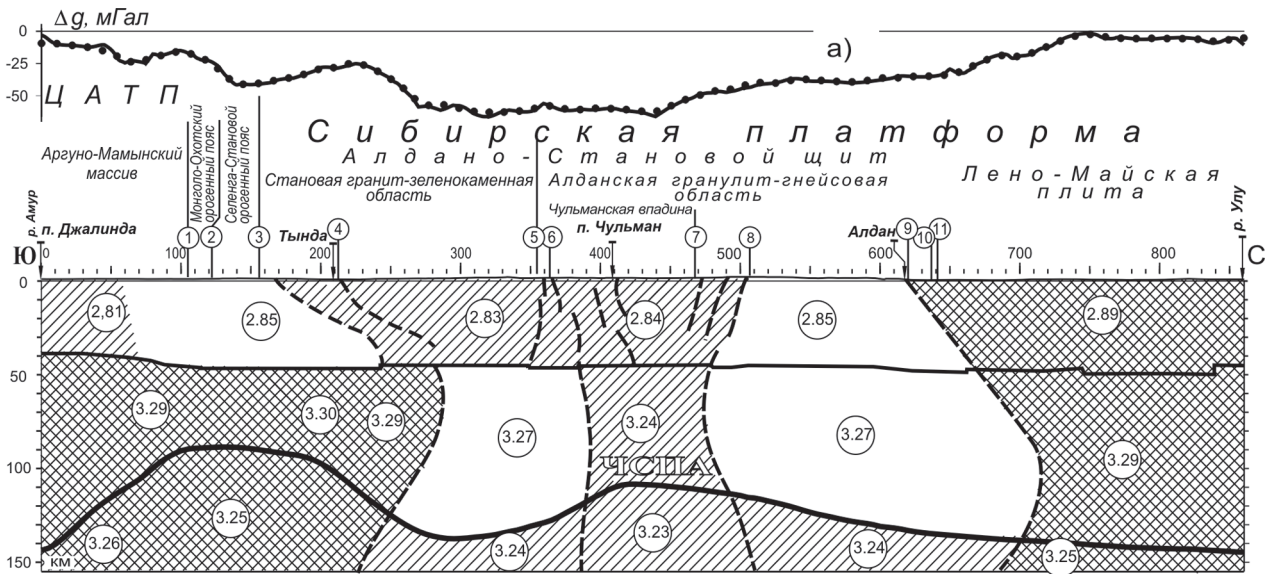 Δg, мГал
0
-25
-50
а)
Ц А Т П
С и б и р с к а я п л а т ф о р м а
А л д а н о - С т а н о в о й щ и т
Аргуно-Мамынский
массив
Монголо-Охотский
орогенный пояс
Селенга-Становой
орогенный пояс
Становая гранит-зеленокаменная
область
Алданская гранулит-гнейсовая
область
Лено-Майская
плита
Чульманская впадина
р. Амур
п. Джалинда
Тында
п. Чульман
Алдан
р. Улу
1 2 3 4 5 6 7 8 9 10 11
Ю 0 100 200 300 400 500 600 700 800 С
0
2,81 2.85 2.83 2.84 2.85 2.89
50
3.29 3.30 3.29 3.27 3.24 3.27 3.29
ЧСПА
100
3.26 3.25 3.24 3.23 3.24 3.25
150
км